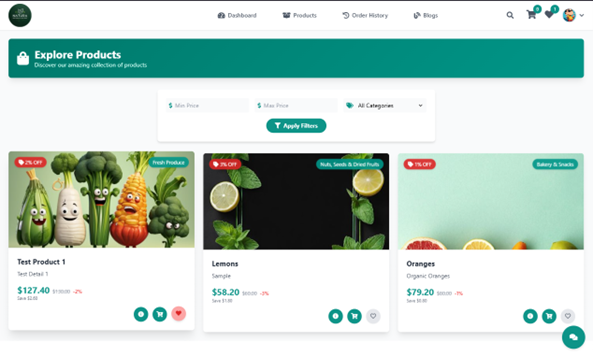 Dashboard
Products
Order History
Blogs
Explore Products
Discover our amazing collection of products
$ Min Price
$ Max Price
All Categories
Apply Filters
2% OFF
Fresh Produce
Test Product 1
Test Detail 1
$127.40 $130.00 -2%
Save $2.60
3% OFF
Nuts, Seeds & Dried Fruits
Lemons
Sample
$58.20 $60.00 -3%
Save $1.80
1% OFF
Bakery & Snacks
Oranges
Organic Oranges
$79.20 $80.00 -1%
Save $0.80